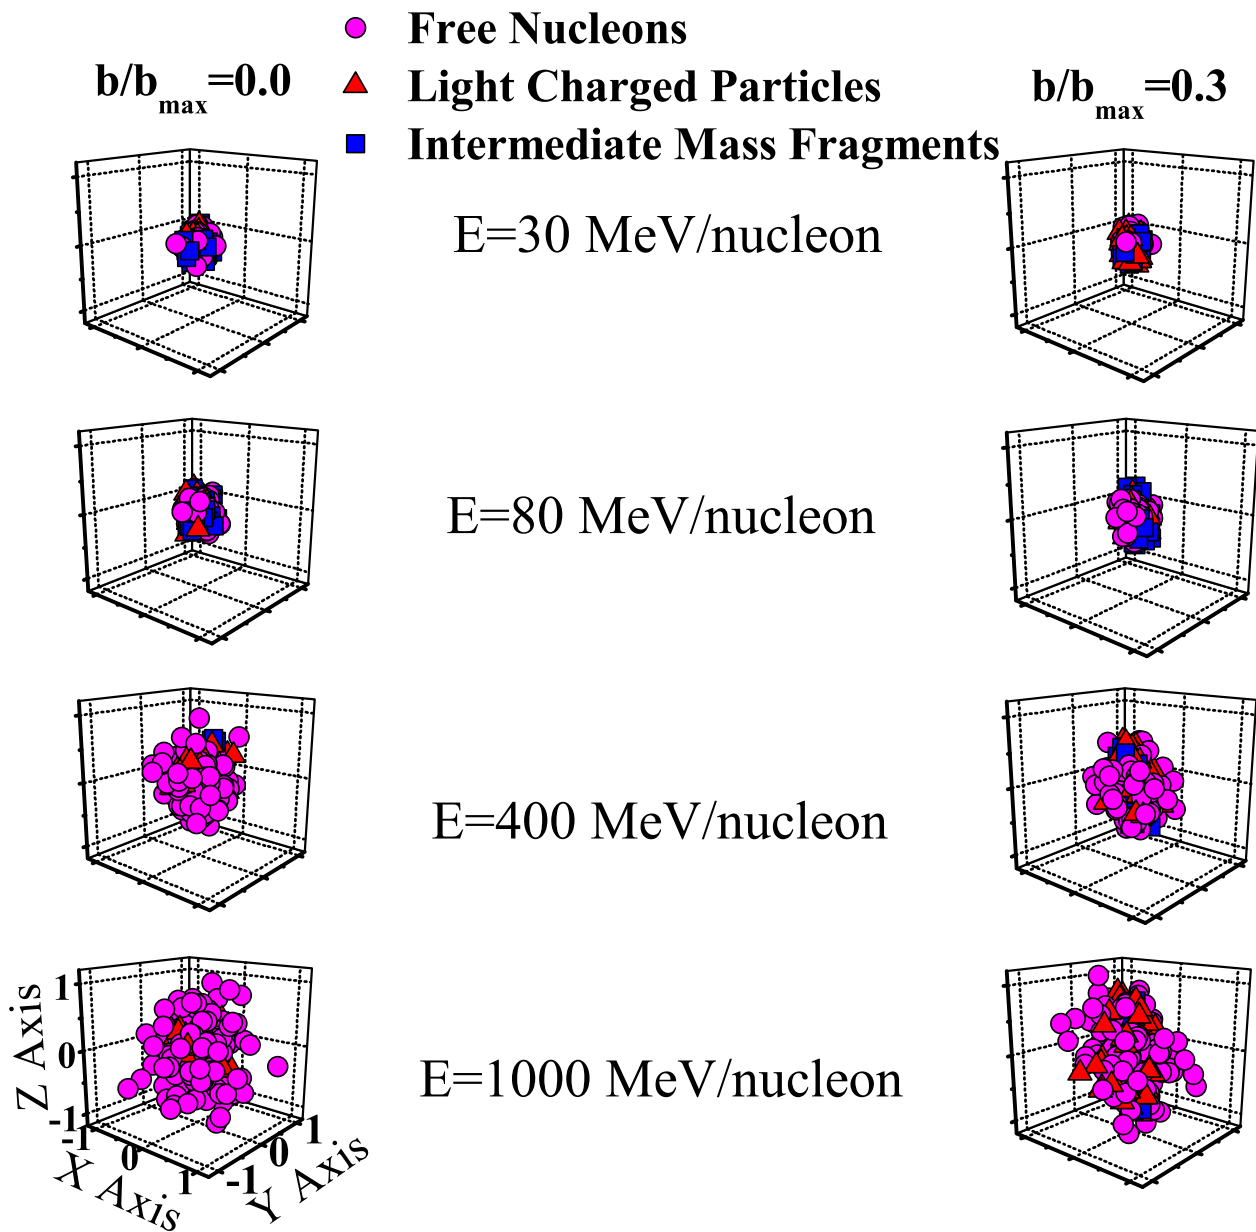 Free Nucleons
b/bmax=0.0
Light Charged Particles
b/bmax=0.3
Intermediate Mass Fragments
E=30 MeV/nucleon
E=80 MeV/nucleon
E=400 MeV/nucleon
E=1000 MeV/nucleon
Z Axis
1
0
-1
X Axis
-1
0
1
Y Axis
-1
0
1